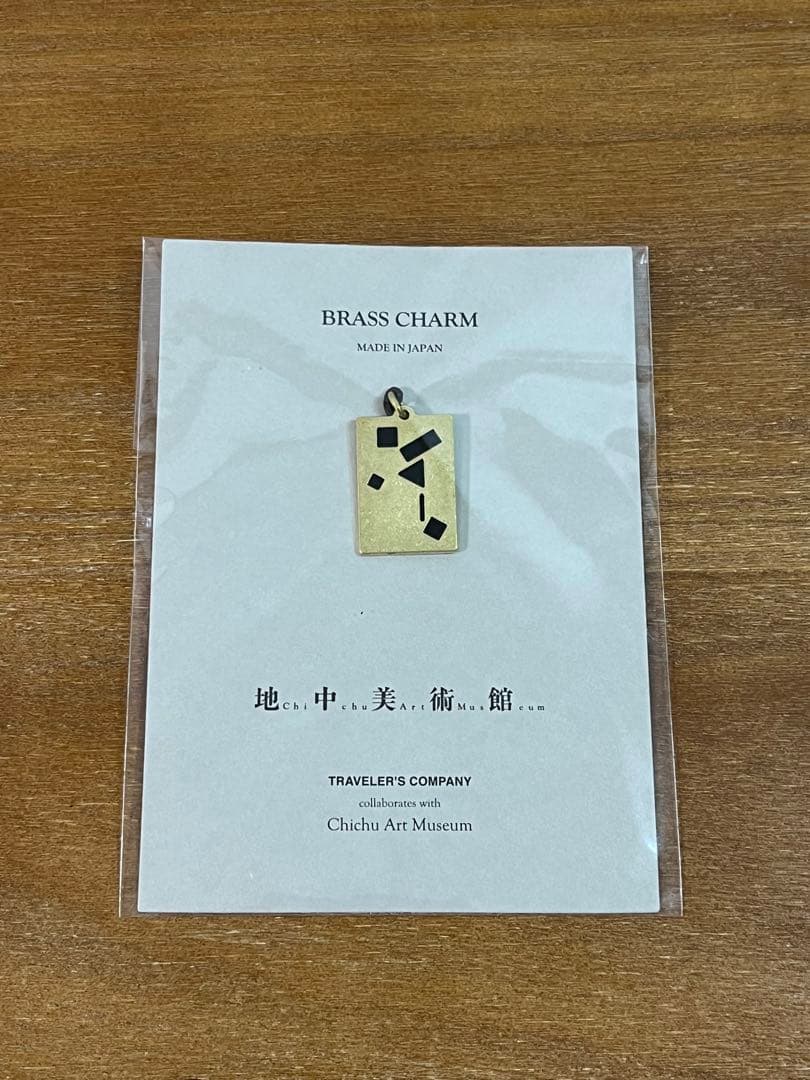 BRASS CHARM
MADE IN JAPAN
地Chi中chu美Art術Mus館eum
TRAVELER'S COMPANY
collaborates with
Chichu Art Museum